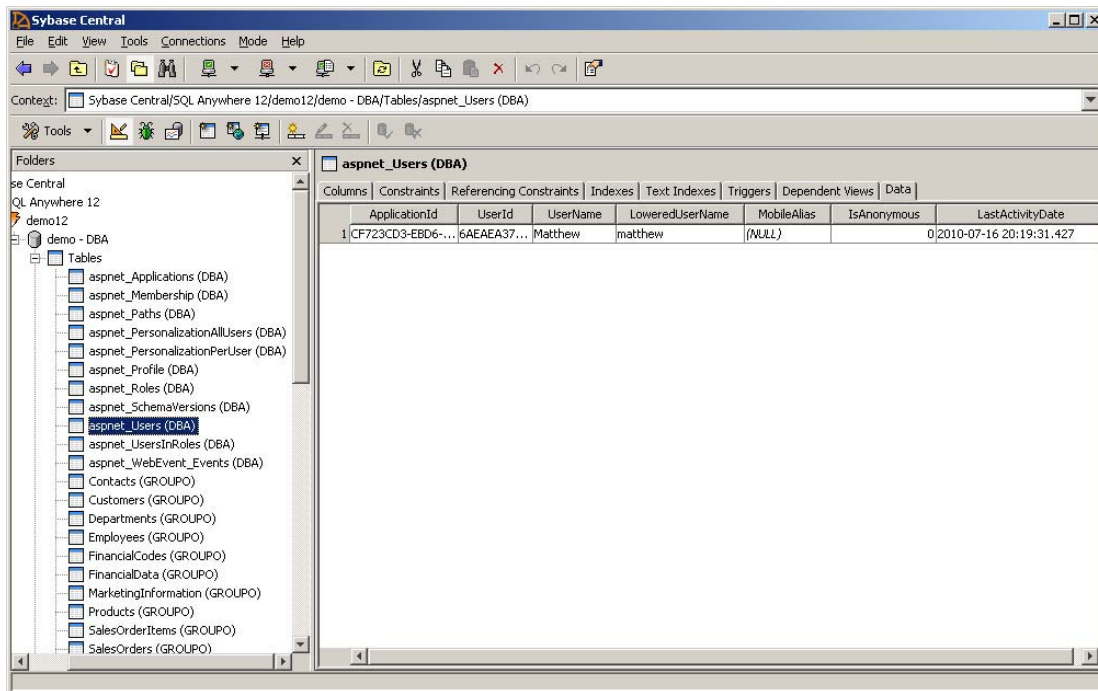 Sybase Central
File Edit View Tools Connections Mode Help
Context: Sybase Central/SQL Anywhere 12/demo12/demo - DBA/Tables/aspnet_Users (DBA)
Tools
Folders
se Central
QL Anywhere 12
demo12
demo - DBA
Tables
aspnet_Applications (DBA)
aspnet_Membership (DBA)
aspnet_Paths (DBA)
aspnet_PersonalizationAllUsers (DBA)
aspnet_PersonalizationPerUser (DBA)
aspnet_Profile (DBA)
aspnet_Roles (DBA)
aspnet_SchemaVersions (DBA)
aspnet_Users (DBA)
aspnet_UsersInRoles (DBA)
aspnet_WebEvent_Events (DBA)
Contacts (GROUPO)
Customers (GROUPO)
Departments (GROUPO)
Employees (GROUPO)
FinancialCodes (GROUPO)
FinancialData (GROUPO)
MarketingInformation (GROUPO)
Products (GROUPO)
SalesOrderItems (GROUPO)
SalesOrders (GROUPO)
aspnet_Users (DBA)
Columns Constraints Referencing Constraints Indexes Text Indexes Triggers Dependent Views Data
ApplicationId UserId UserName LoweredUserName MobileAlias IsAnonymous LastActivityDate
1 CF723CD3-EBD6-... 6AEAEA37... Matthew matthew (NULL) 0 2010-07-16 20:19:31.427